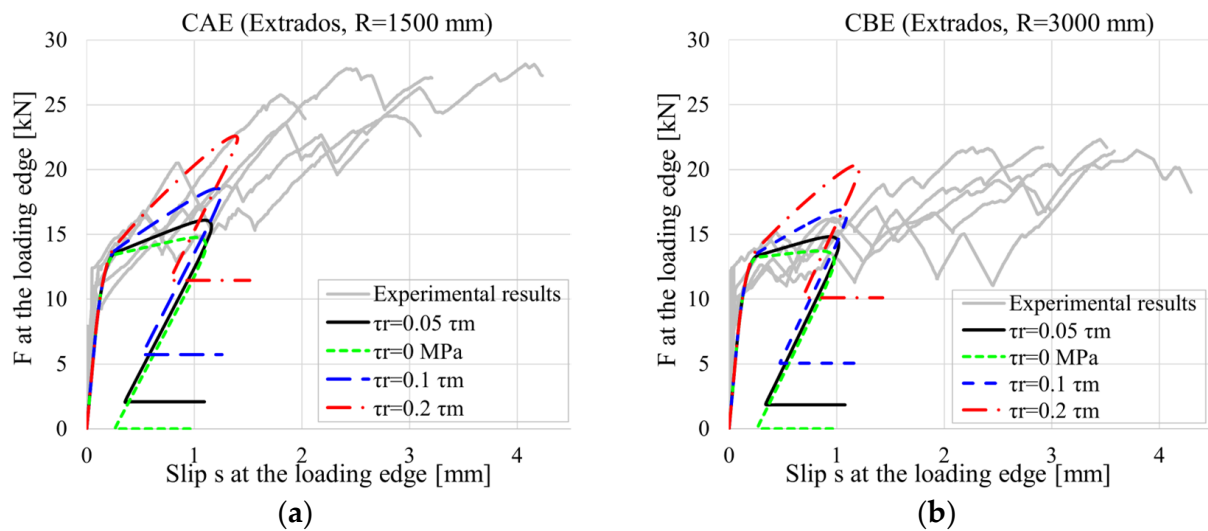 CAE (Extrados, R=1500 mm)
30
25
20
15
10
5
0
F at the loading edge [kN]
Experimental results
τr=0.05 τm
τr=0 MPa
τr=0.1 τm
τr=0.2 τm
0 1 2 3 4
Slip s at the loading edge [mm]
(a)
CBE (Extrados, R=3000 mm)
30
25
20
15
10
5
0
F at the loading edge [kN]
Experimental results
τr=0.05 τm
τr=0 MPa
τr=0.1 τm
τr=0.2 τm
0 1 2 3 4
Slip s at the loading edge [mm]
(b)